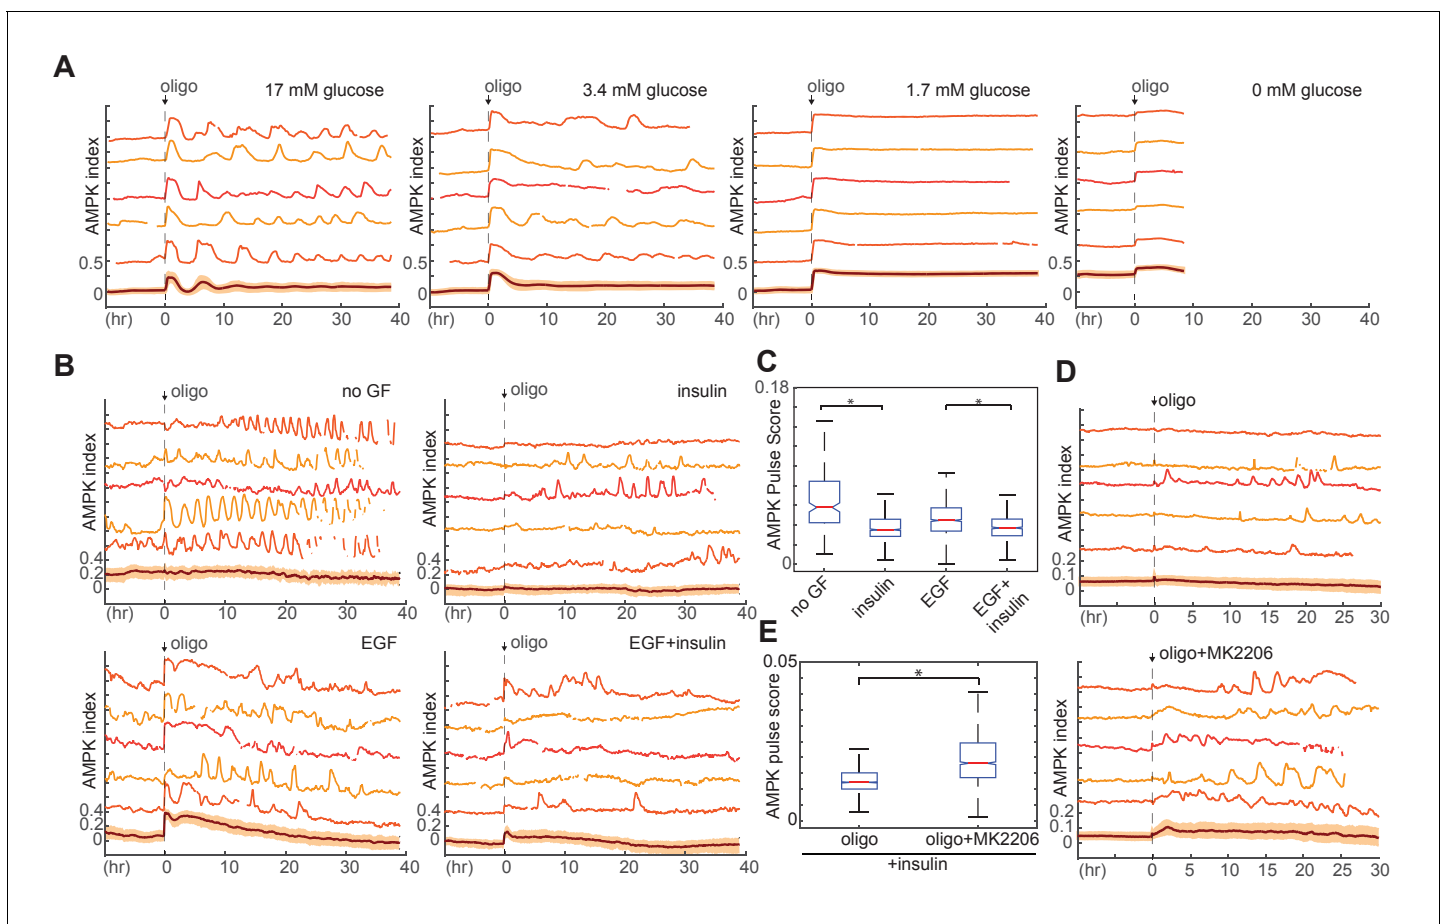 A
oligo
17 mM glucose
oligo
3.4 mM glucose
oligo
1.7 mM glucose
oligo
0 mM glucose
AMPK index
0.5
0
AMPK index
0.5
0
AMPK index
0.5
0
AMPK index
0.5
0
(hr) 0 10 20 30 40
(hr) 0 10 20 30 40
(hr) 0 10 20 30 40
(hr) 0 10 20 30 40
B
oligo
no GF
AMPK index
0.4
0.2
0
(hr) 0 10 20 30 39
oligo
insulin
AMPK index
0.4
0.2
0
(hr) 0 10 20 30 39
oligo
EGF
AMPK index
0.4
0.2
0
(hr) 0 10 20 30 39
oligo
EGF+insulin
AMPK index
0.4
0.2
0
(hr) 0 10 20 30 39
C
0.18
AMPK Pulse Score
0
*
*
no GF
insulin
EGF
EGF+
insulin
D
oligo
AMPK index
0.2
0.1
0
(hr) 0 5 10 15 20 25 30
oligo+MK2206
AMPK index
0.2
0.1
0
(hr) 0 5 10 15 20 25 30
E
0.05
AMPK pulse score
0
*
oligo
oligo+MK2206
+insulin